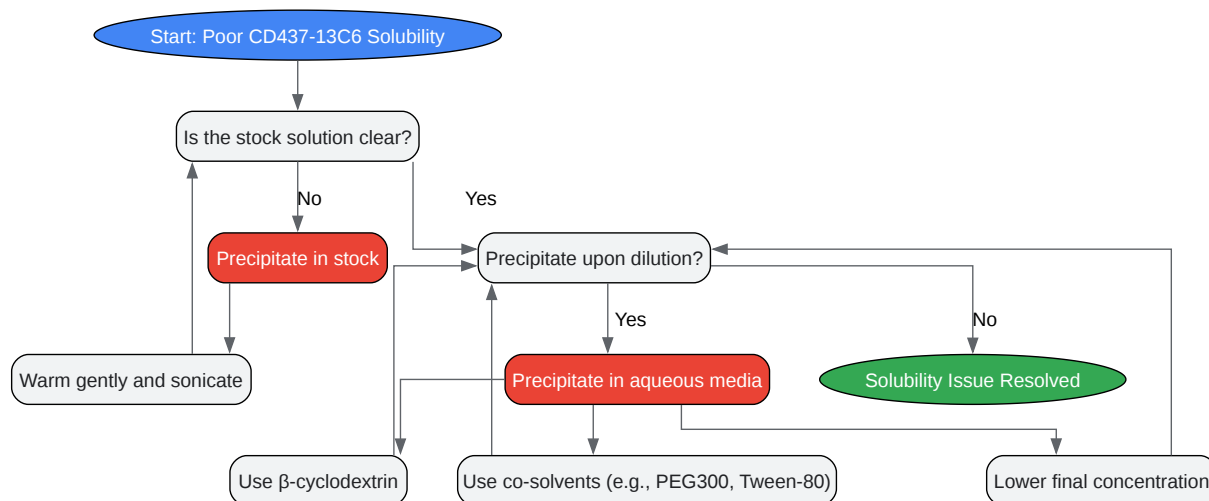 Start: Poor CD437-13C6 Solubility
Is the stock solution clear?
No
Yes
Precipitate in stock
Precipitate upon dilution?
Yes
No
Warm gently and sonicate
Precipitate in aqueous media
Solubility Issue Resolved
Use β-cyclodextrin
Use co-solvents (e.g., PEG300, Tween-80)
Lower final concentration